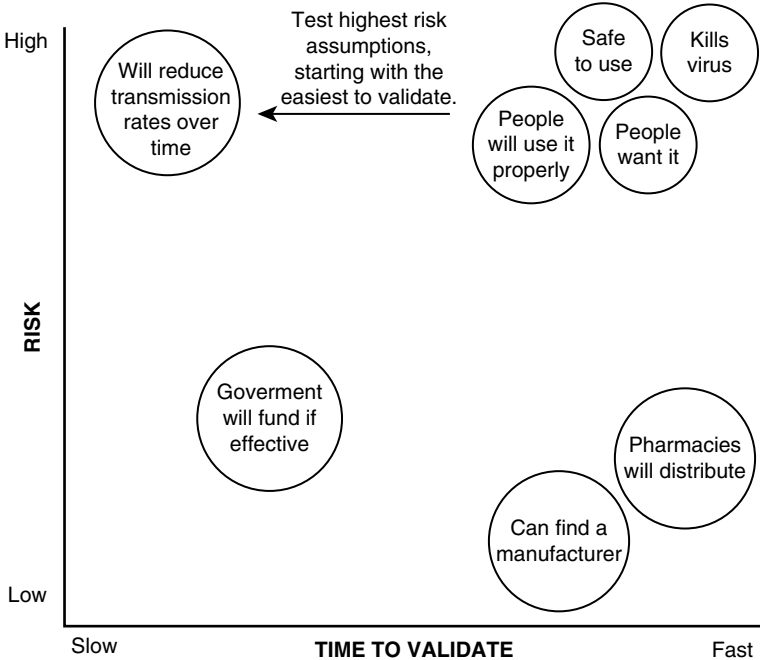 High
Will reduce
transmission
rates over
time
Test highest risk
assumptions,
starting with the
easiest to validate.
Safe
to use
Kills
virus
People
will use it
properly
People
want it
RISK
Goverment
will fund if
effective
Pharmacies
will distribute
Can find a
manufacturer
Low
Slow
TIME TO VALIDATE
Fast